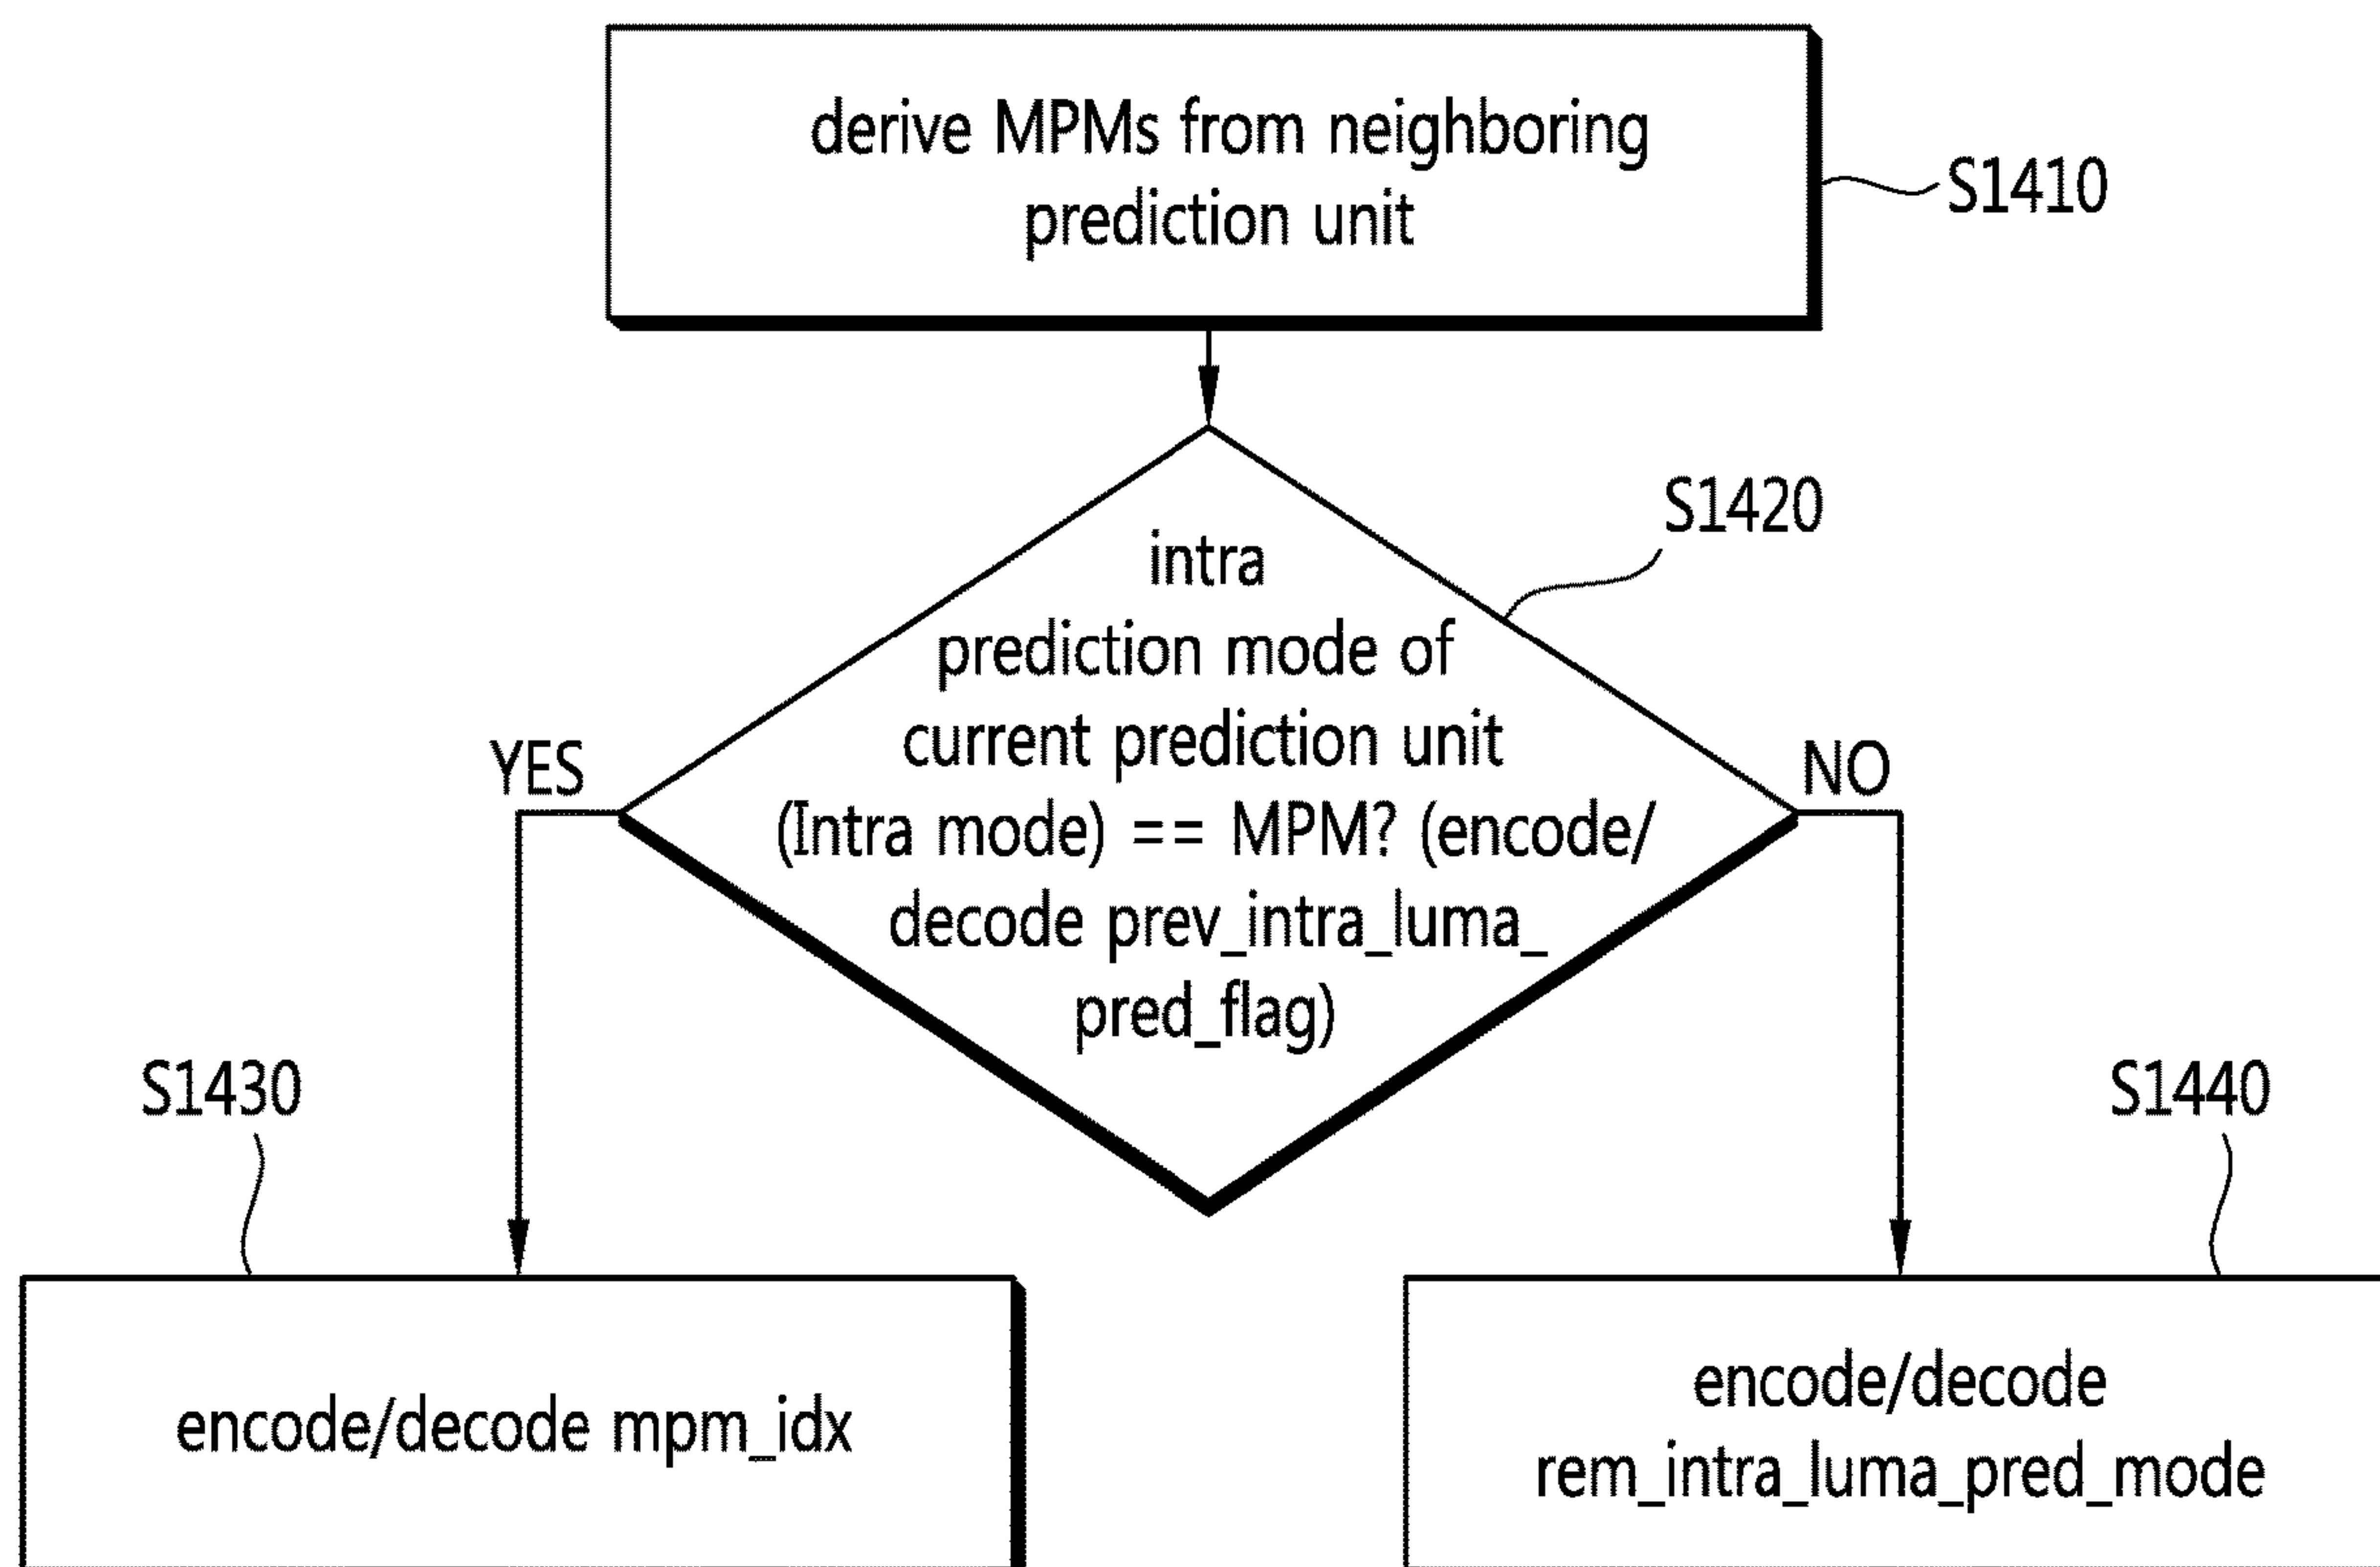 derive MPMs from neighboring
prediction unit
S1410
S1420
intra
prediction mode of
current prediction unit
(Intra mode) == MPM? (encode/
decode prev_intra_luma_
pred_flag)
YES
NO
S1430
S1440
encode/decode mpm_idx
encode/decode
rem_intra_luma_pred_mode